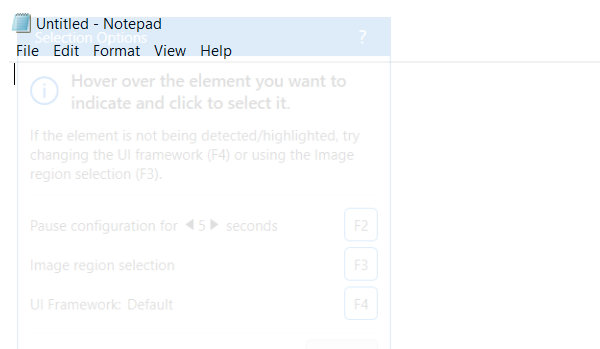 Untitled - Notepad
Selection Options ?
File Edit Format View Help
Hover over the element you want to
indicate and click to select it.
If the element is not being detected/highlighted, try
changing the UI framework (F4) or using the Image
region selection (F3).
Pause configuration for 5 seconds F2
Image region selection F3
UI Framework: Default F4